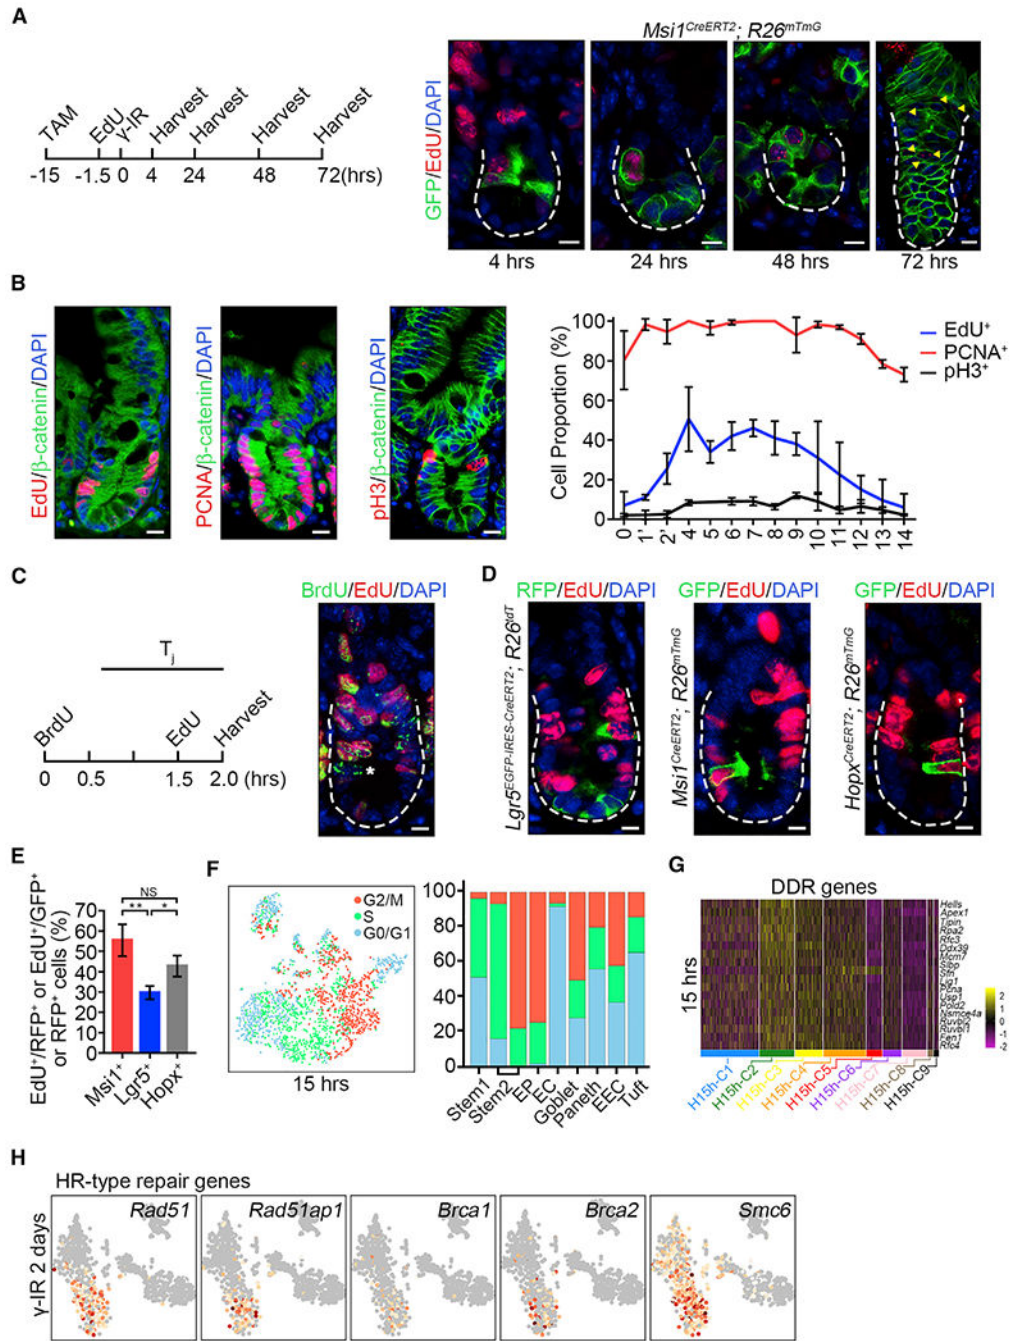 A
TAM
EdU
γ-IR
Harvest
Harvest
Harvest
Harvest
-15 -1.5 0 4 24 48 72(hrs)
Msi1CreERT2; R26mTmG
GFP/EdU/DAPI
4 hrs
24 hrs
48 hrs
72 hrs
B
EdU/β-catenin/DAPI
PCNA/β-catenin/DAPI
pH3/β-catenin/DAPI
Cell Proportion (%)
100
80
60
40
20
0
0 1' 2' 4 5 6 7 8 9 10 11 12 13 14
EdU+
PCNA+
pH3+
C
Tj
BrdU
EdU
Harvest
0 0.5 1.5 2.0 (hrs)
BrdU/EdU/DAPI
*
D
RFP/EdU/DAPI
GFP/EdU/DAPI
GFP/EdU/DAPI
Lgr5EGFP-IRES-CreERT2; R26tdT
Msi1CreERT2; R26mTmG
HopxCreERT2; R26mTmG
E
EdU+/RFP+ or EdU+/GFP+
or RFP+ cells (%)
NS
** *
70
60
50
40
30
20
10
0
Msi1+
Lgr5+
Hopx+
F
G2/M
S
G0/G1
15 hrs
100
80
60
40
20
0
Stem1
Stem2
EP
EP
EC
Goblet
Paneth
EEC
Tuft
G
DDR genes
15 hrs
Hells
Apex1
Tipin
Rpa2
Rfc3
Ddx39
Mcm7
Slbp
Sfn
Lig1
Pcna
Usp1
Pold2
Nsmce4a
Ruvbl2
Ruvbl1
Fen1
Rfc4
2
1
0
-1
-2
H15h-C1
H15h-C2
H15h-C3
H15h-C4
H15h-C5
H15h-C6
H15h-C7
H15h-C8
H15h-C9
H
HR-type repair genes
γ-IR 2 days
Rad51
Rad51ap1
Brca1
Brca2
Smc6